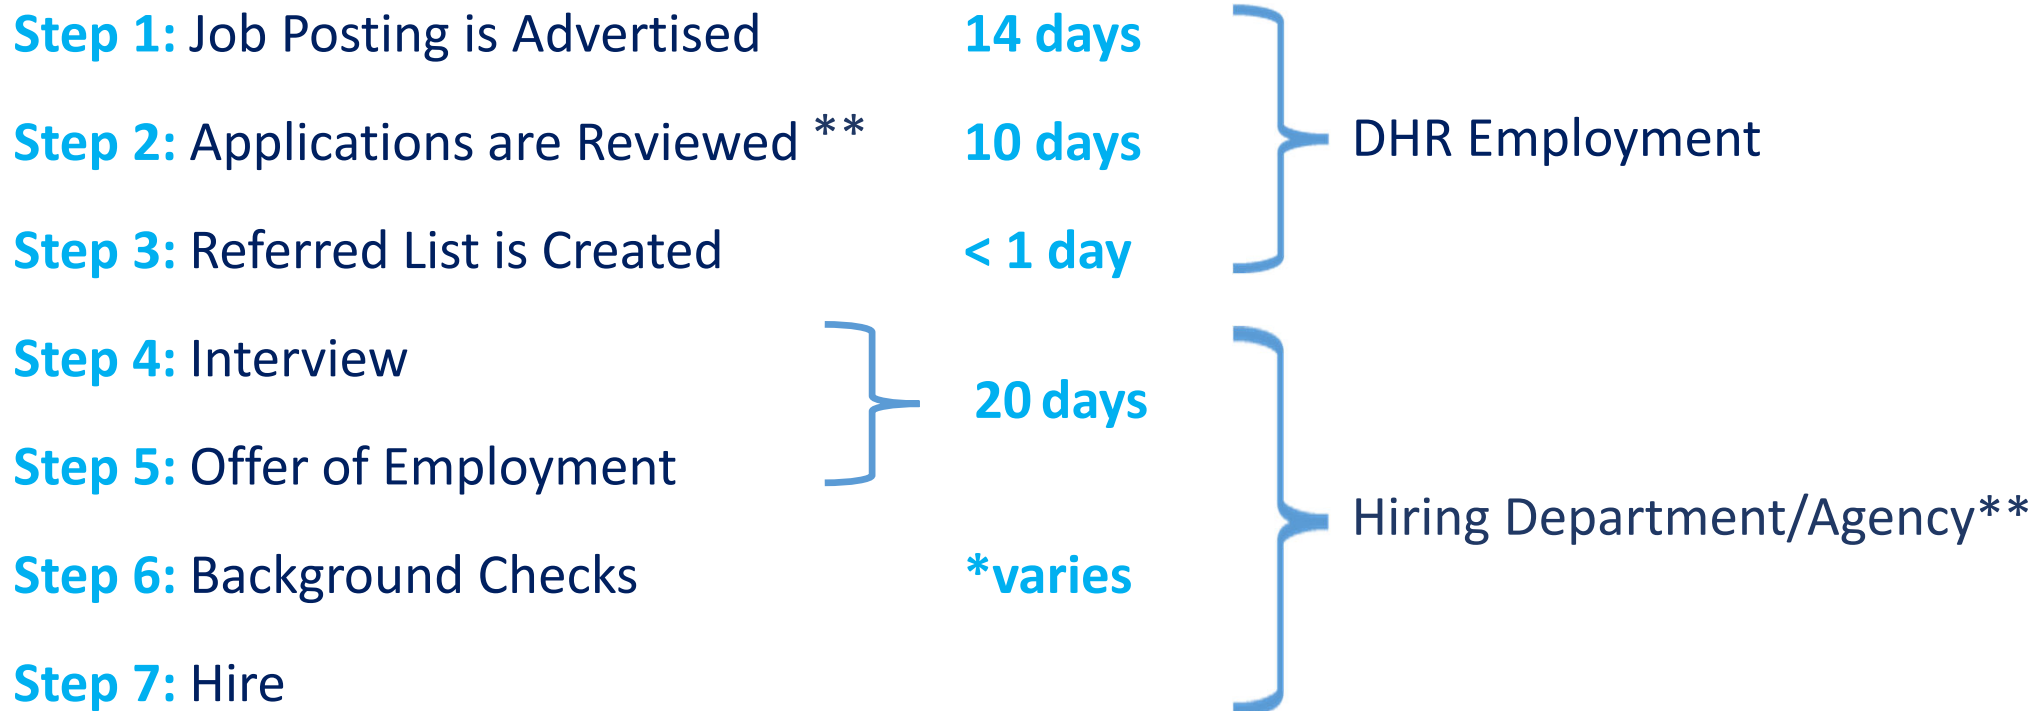 Step 1: Job Posting is Advertised 14 days
Step 2: Applications are Reviewed ** 10 days
DHR Employment
Step 3: Referred List is Created < 1 day
Step 4: Interview
20 days
Step 5: Offer of Employment
Hiring Department/Agency**
Step 6: Background Checks *varies
Step 7: Hire